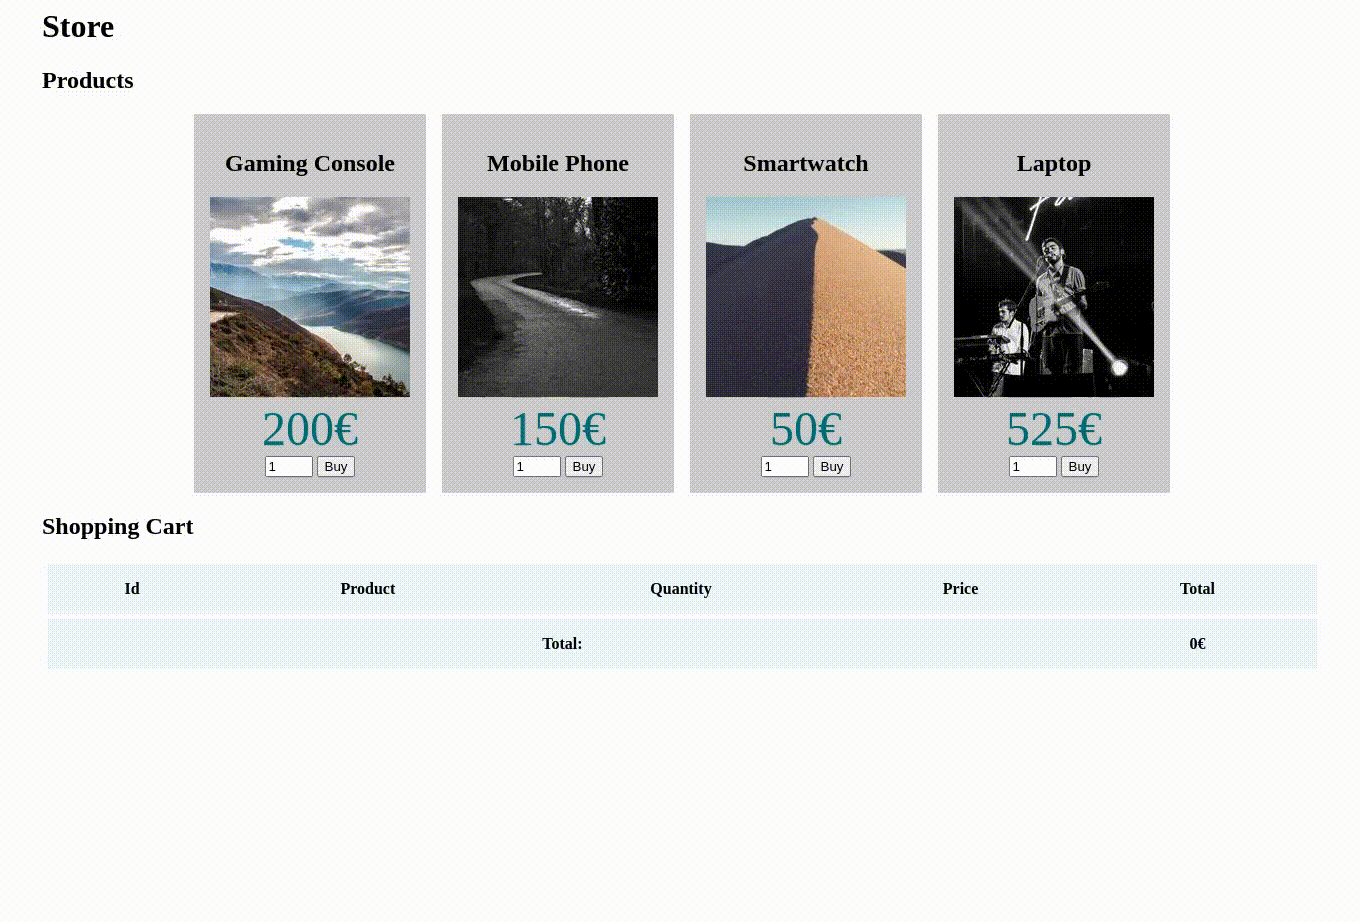 Store
Products
Gaming Console Mobile Phone Smartwatch Laptop
200€ 150€ 50€ 525€
1 Buy 1 Buy 1 Buy 1 Buy
Shopping Cart
Id Product Quantity Price Total
Total: 0€